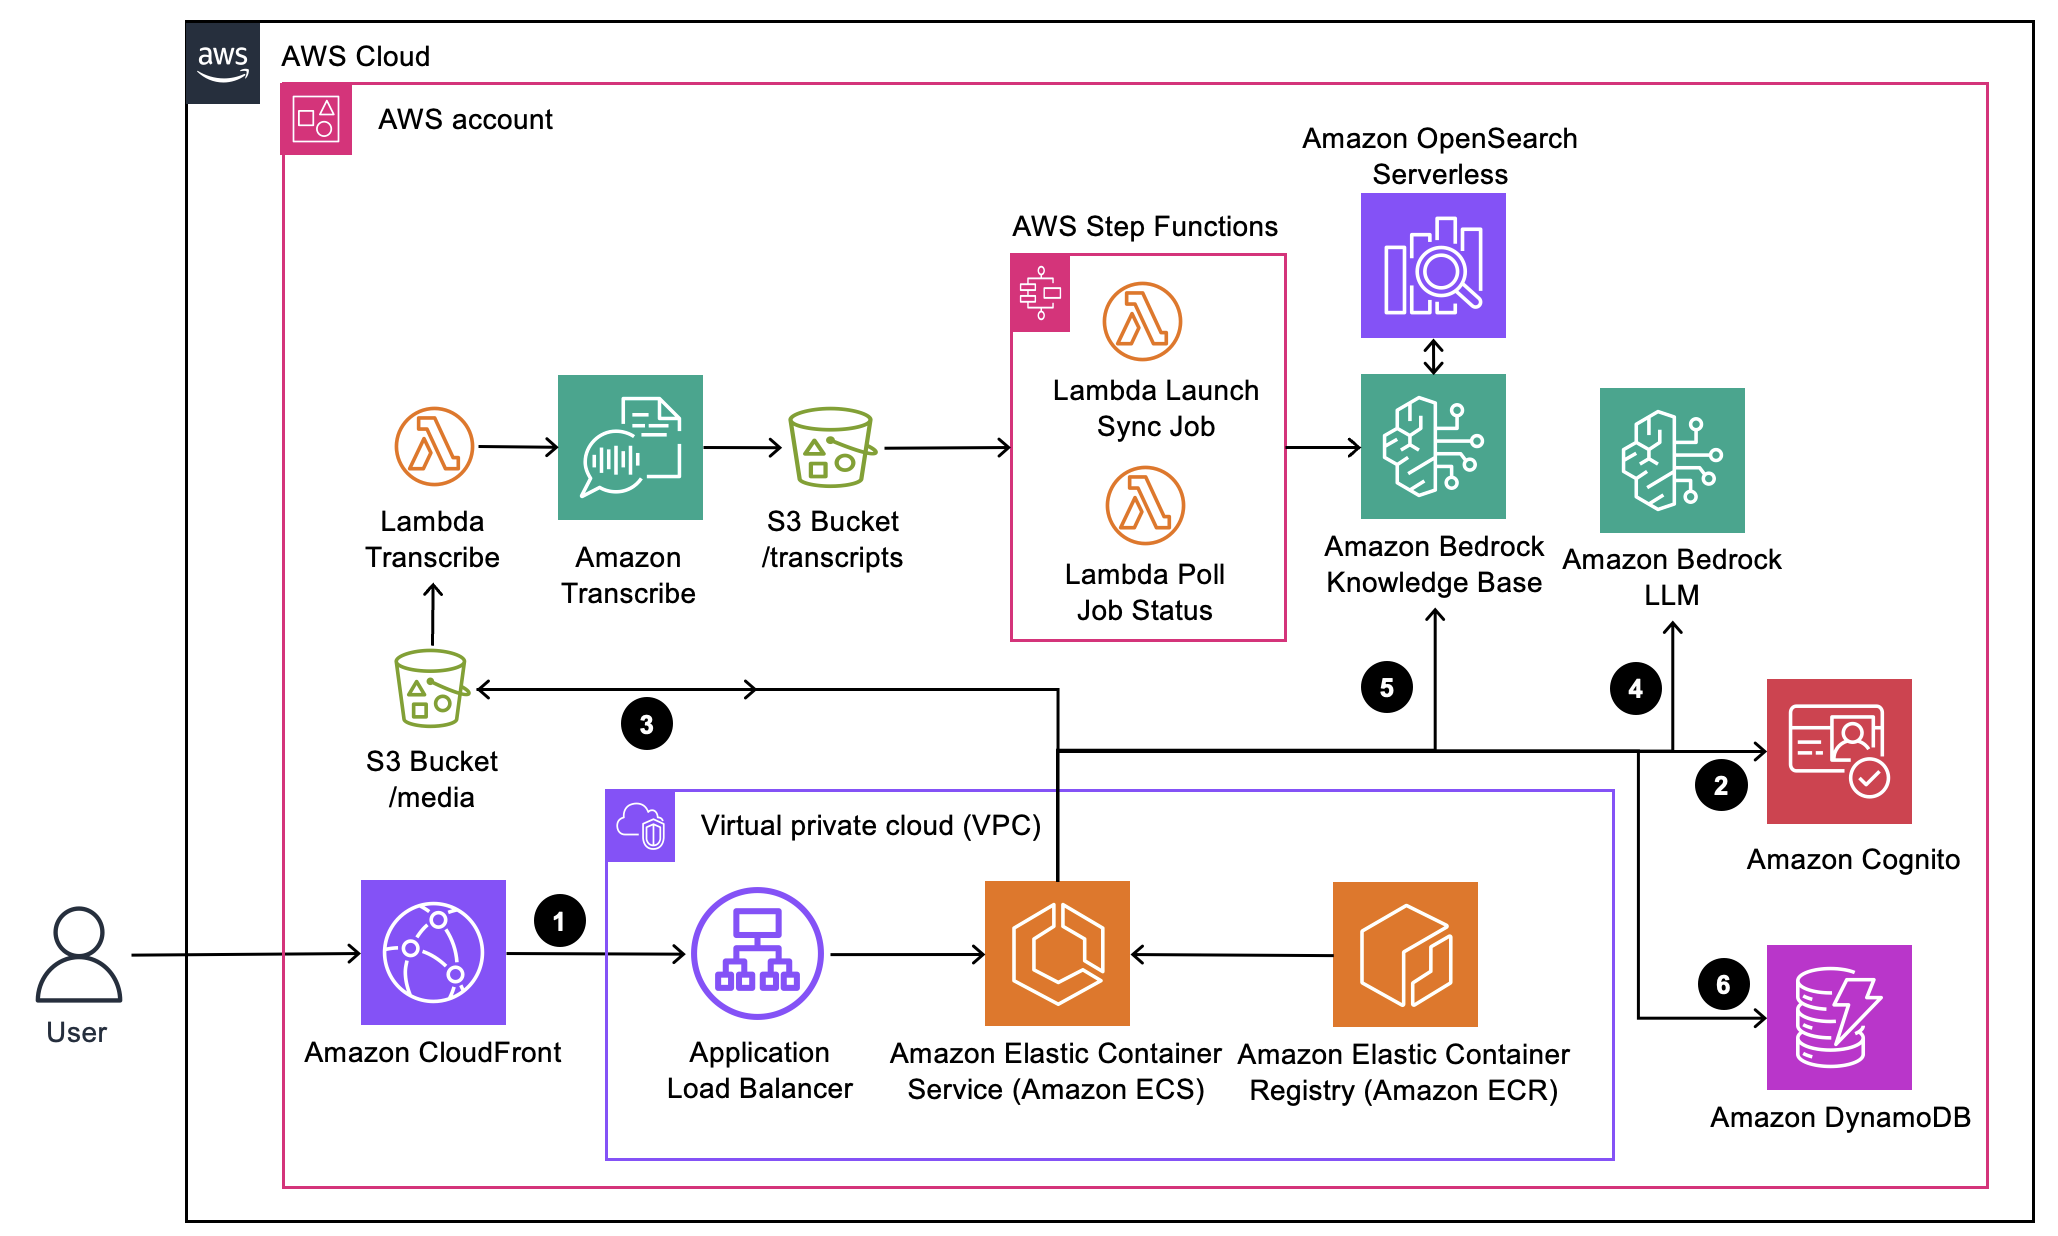 aws
AWS Cloud
AWS account
Amazon OpenSearch
Serverless
AWS Step Functions
Lambda Launch
Sync Job
Lambda Poll
Job Status
Lambda
Transcribe
Amazon
Transcribe
S3 Bucket
/transcripts
Amazon Bedrock
Knowledge Base
Amazon Bedrock
LLM
5
4
3
S3 Bucket
/media
2
Amazon Cognito
Virtual private cloud (VPC)
1
6
User
Amazon CloudFront
Application
Load Balancer
Amazon Elastic Container
Service (Amazon ECS)
Amazon Elastic Container
Registry (Amazon ECR)
Amazon DynamoDB